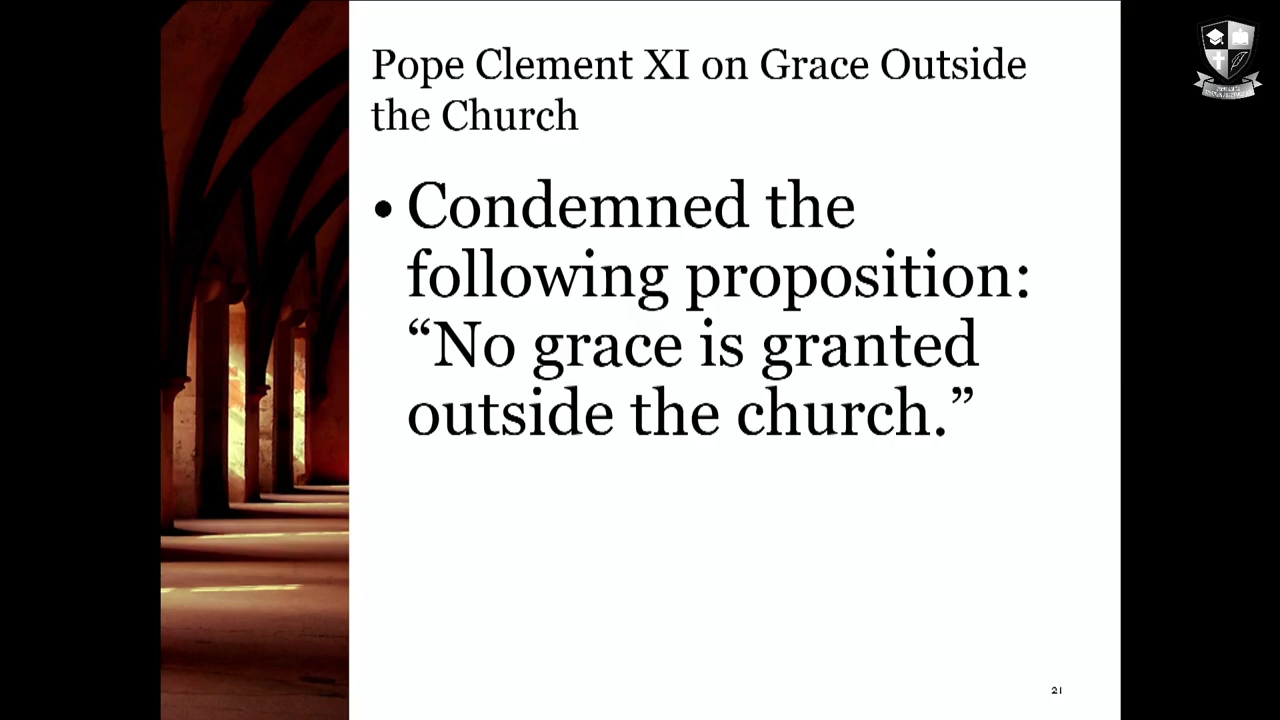 Pope Clement XI on Grace Outside
the Church
• Condemned the
following proposition:
“No grace is granted
outside the church.”
21